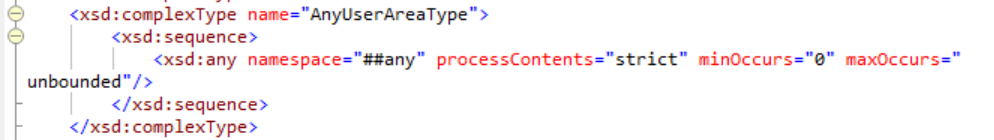 <xsd:complexType name="AnyUserAreaType">
<xsd:sequence>
<xsd:any namespace="##any" processContents="strict" minOccurs="0" maxOccurs="
unbounded"/>
</xsd:sequence>
</xsd:complexType>